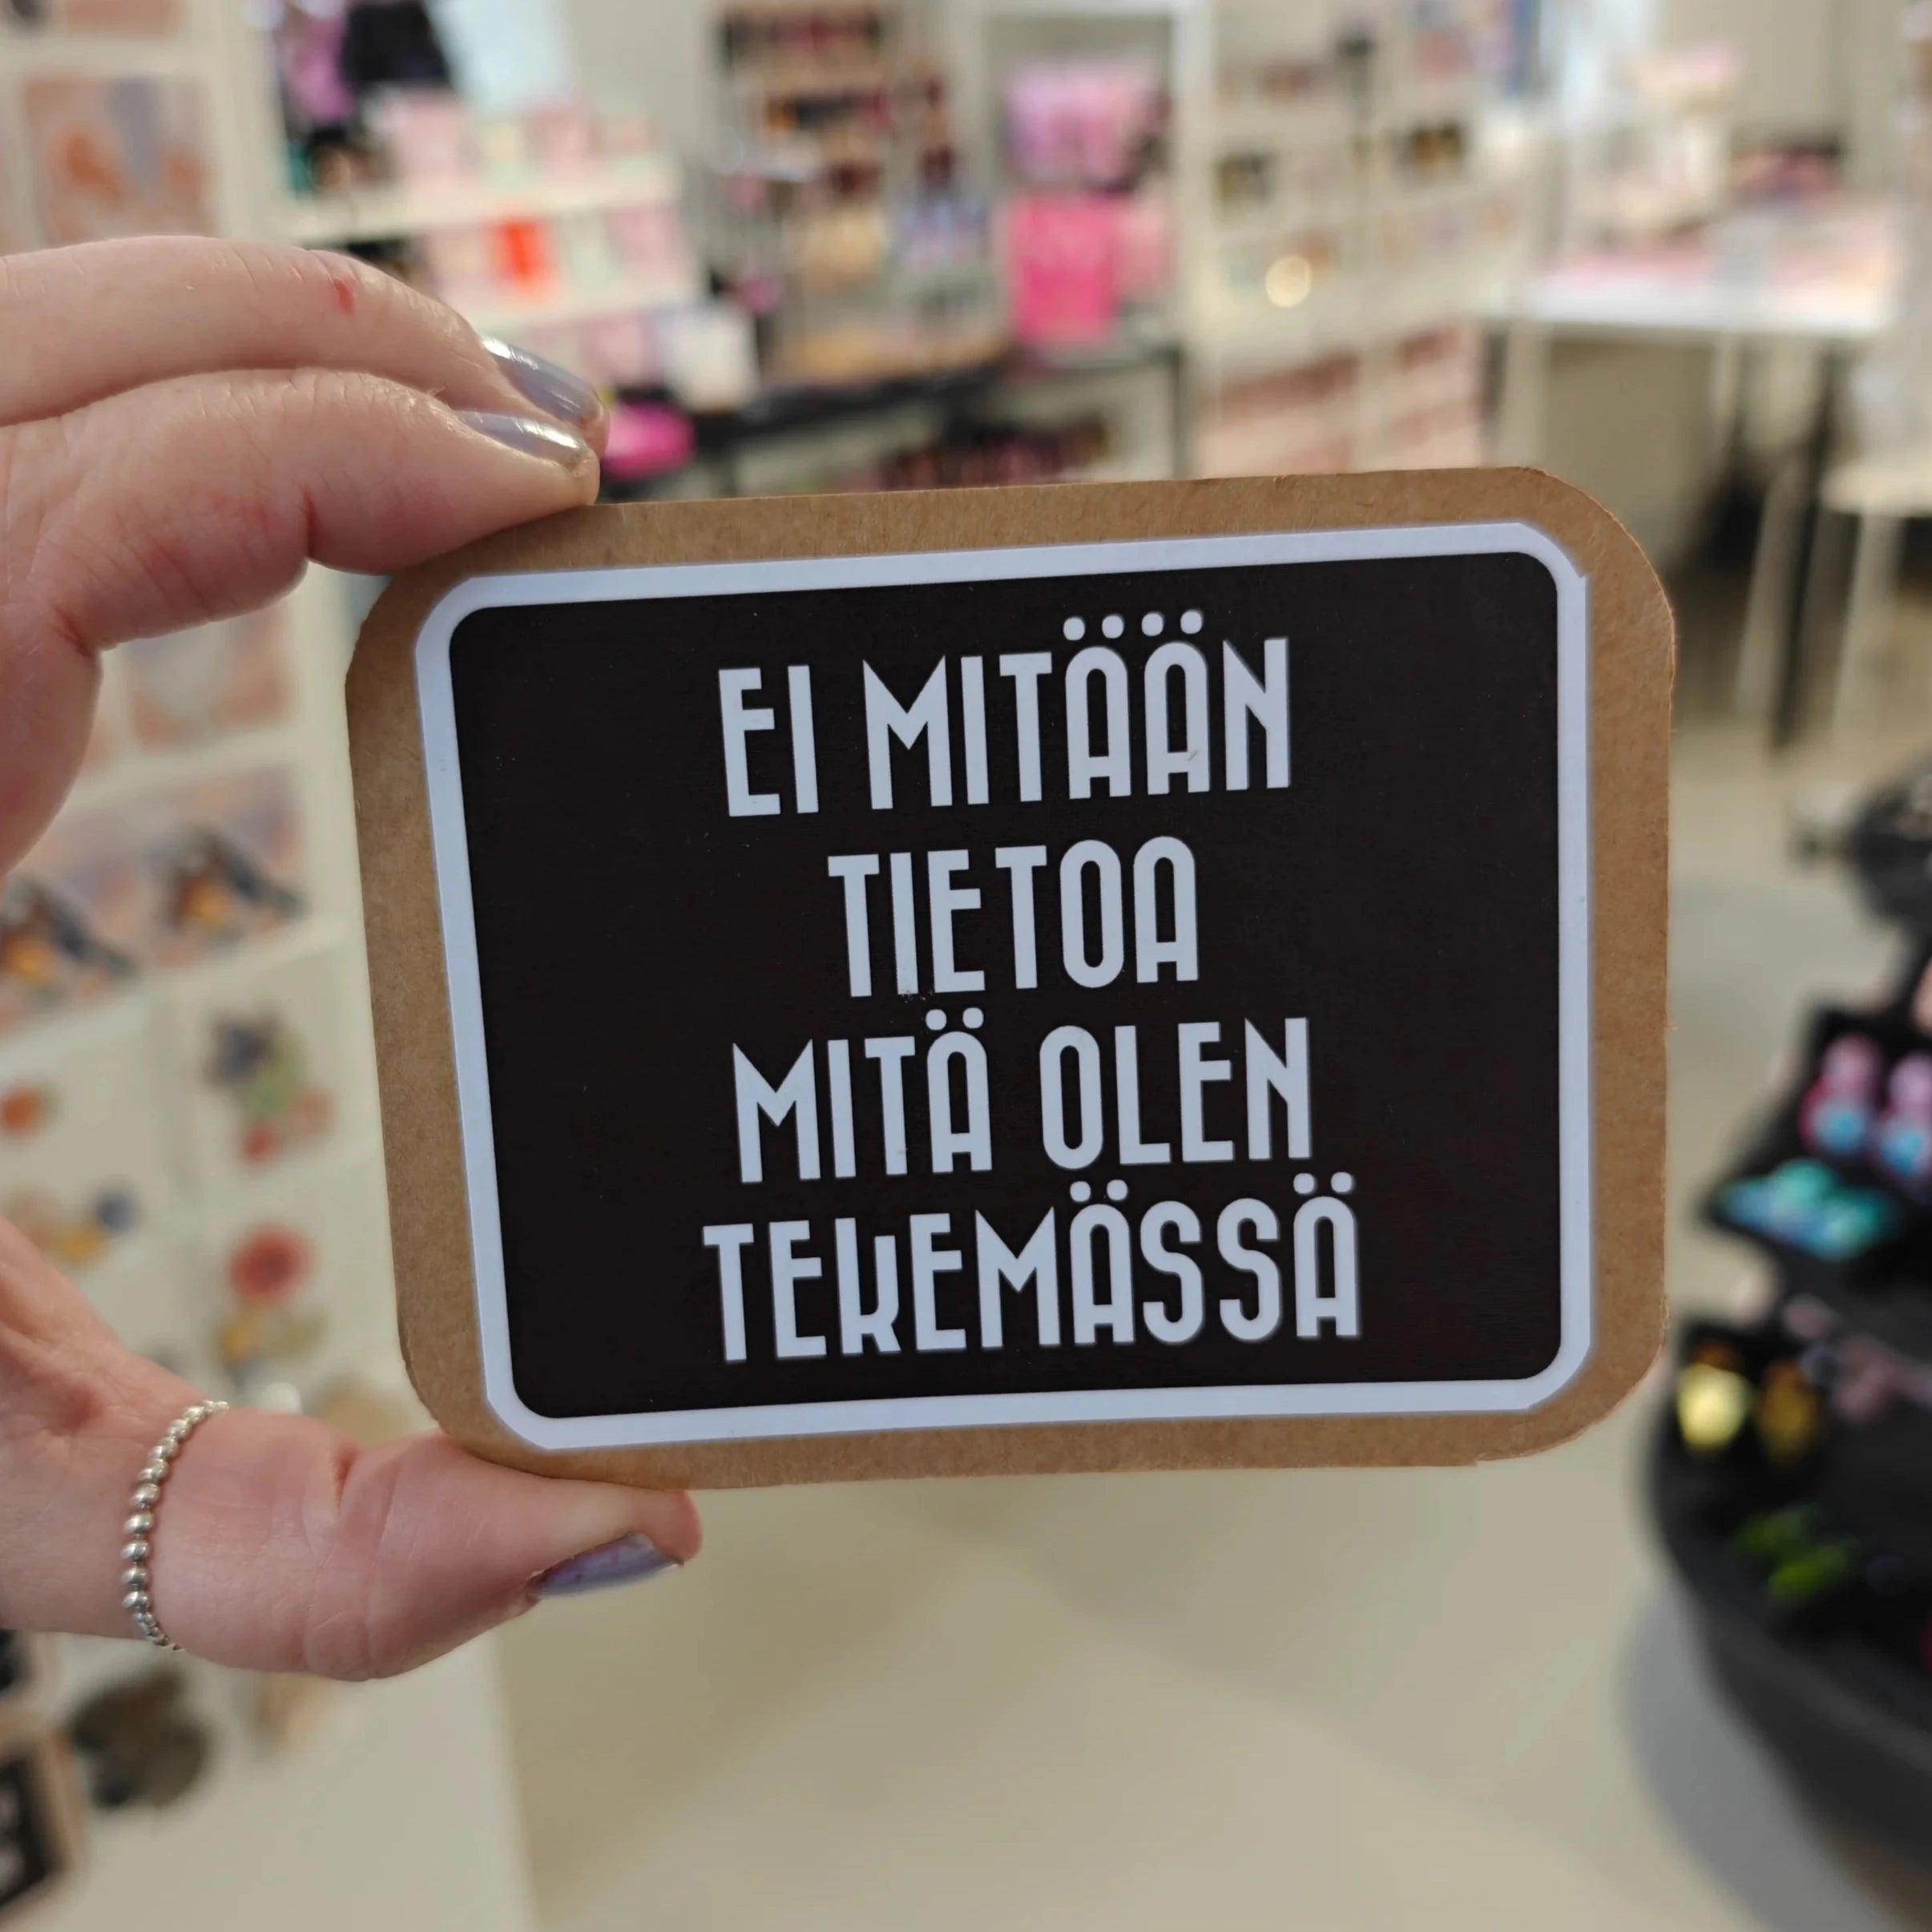 EI MITÄÄN
TIETOA
MITÄ OLEN
TEKEMÄSSÄ